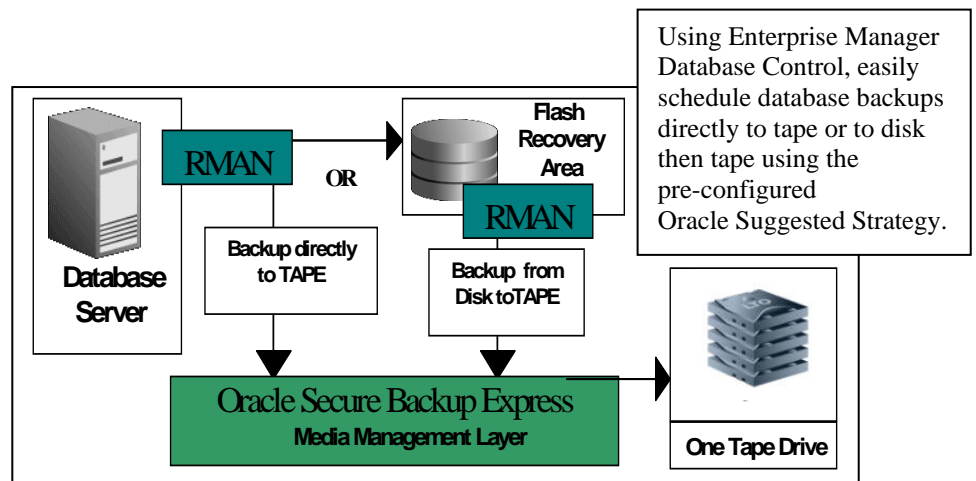 Using Enterprise Manager
Database Control, easily
schedule database backups
directly to tape or to disk
then tape using the
pre-configured
Oracle Suggested Strategy.
RMAN
OR
Flash
Recovery
Area
RMAN
Database
Server
Backup directly
to TAPE
Backup from
Disk toTAPE
LTO
Oracle Secure Backup Express
Media Management Layer
One Tape Drive